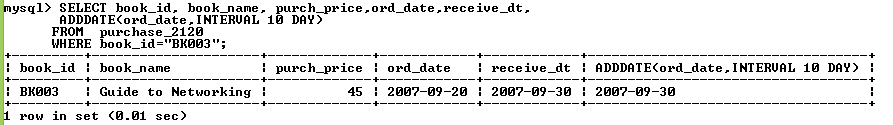 mysql> SELECT book_id, book_name, purch_price,ord_date,receive_dt,
ADDDATE(ord_date,INTERVAL 10 DAY)
FROM purchase_2120
WHERE book_id="BK003";
+---------+---------------------+-------------+------------+------------+-----------------------------------+
| book_id | book_name | purch_price | ord_date | receive_dt | ADDDATE(ord_date,INTERVAL 10 DAY) |
+---------+---------------------+-------------+------------+------------+-----------------------------------+
| BK003 | Guide to Networking | 45 | 2007-09-20 | 2007-09-30 | 2007-09-30 |
+---------+---------------------+-------------+------------+------------+-----------------------------------+
1 row in set (0.01 sec)